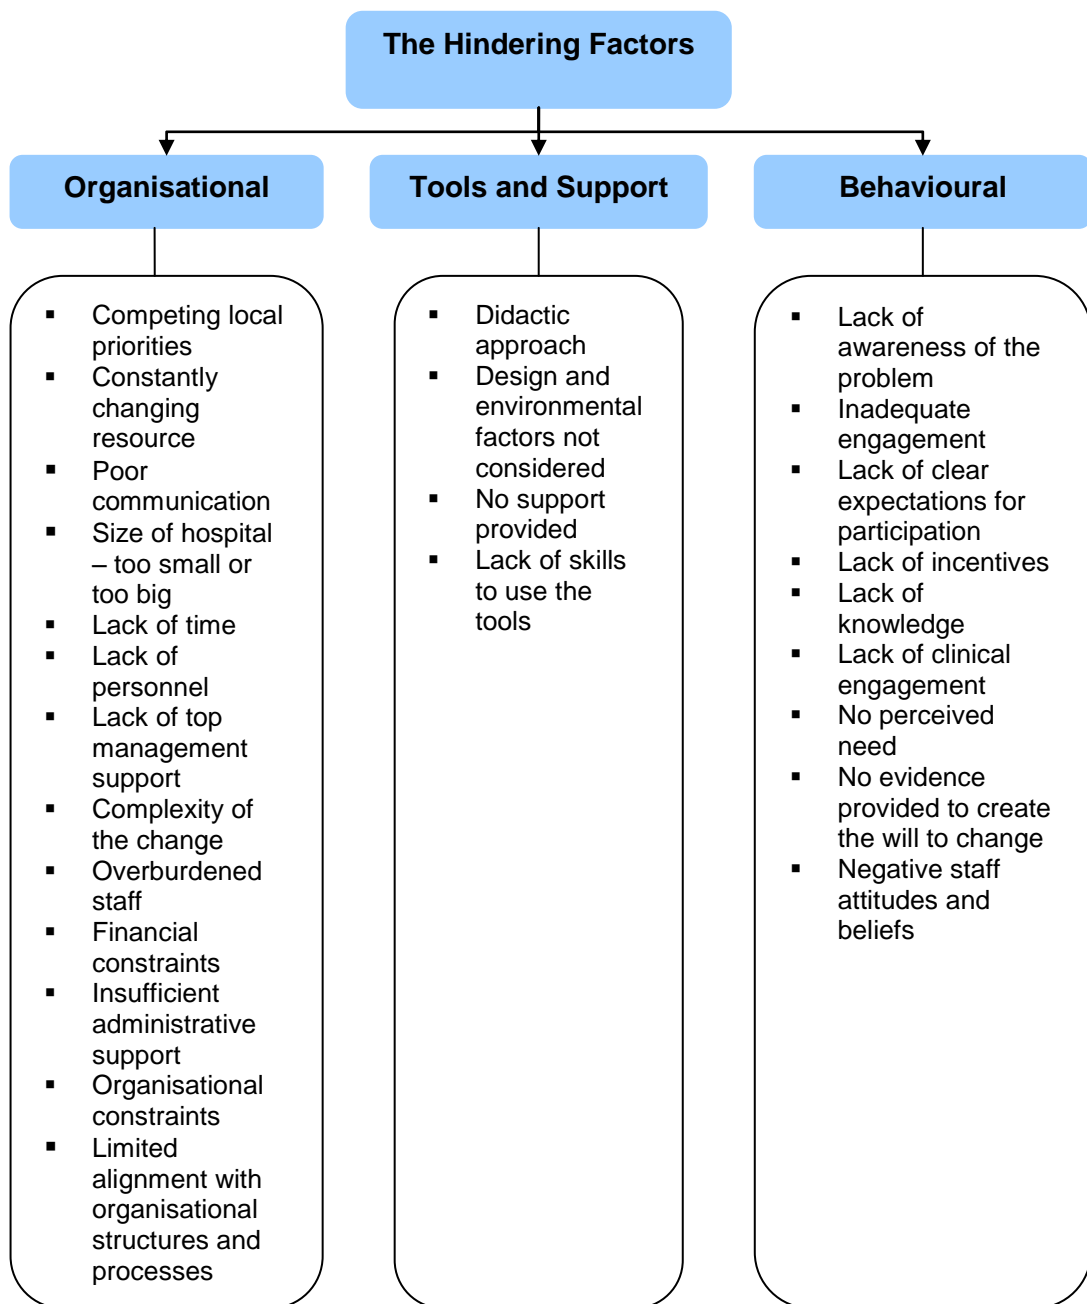 The Hindering Factors
Organisational
Tools and Support
Behavioural
▪ Competing local
priorities
▪ Constantly
changing
resource
▪ Poor
communication
▪ Size of hospital
– too small or
too big
▪ Lack of time
▪ Lack of
personnel
▪ Lack of top
management
support
▪ Complexity of
the change
▪ Overburdened
staff
▪ Financial
constraints
▪ Insufficient
administrative
support
▪ Organisational
constraints
▪ Limited
alignment with
organisational
structures and
processes
▪ Didactic
approach
▪ Design and
environmental
factors not
considered
▪ No support
provided
▪ Lack of skills
to use the
tools
▪ Lack of
awareness of the
problem
▪ Inadequate
engagement
▪ Lack of clear
expectations for
participation
▪ Lack of incentives
▪ Lack of
knowledge
▪ Lack of clinical
engagement
▪ No perceived
need
▪ No evidence
provided to create
the will to change
▪ Negative staff
attitudes and
beliefs